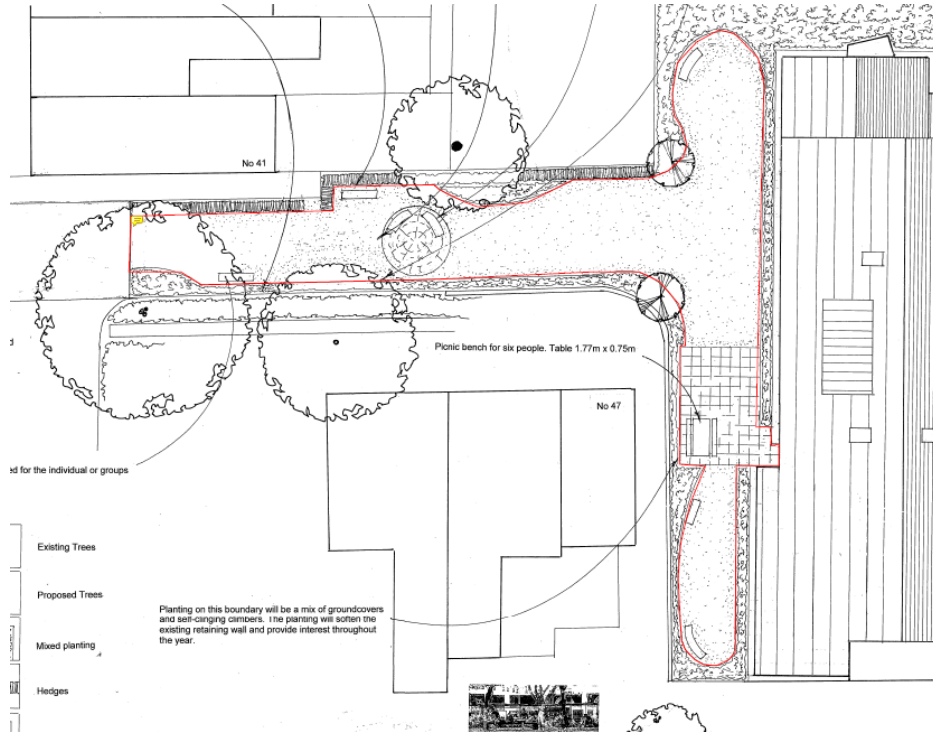 No 41
Picnic bench for six people. Table 1.77m x 0.75m
No 47
ed for the individual or groups
Existing Trees
Proposed Trees
Planting on this boundary will be a mix of groundcovers
and self-clinging climbers. The planting will soften the
existing retaining wall and provide interest throughout
the year.
Mixed planting
Hedges